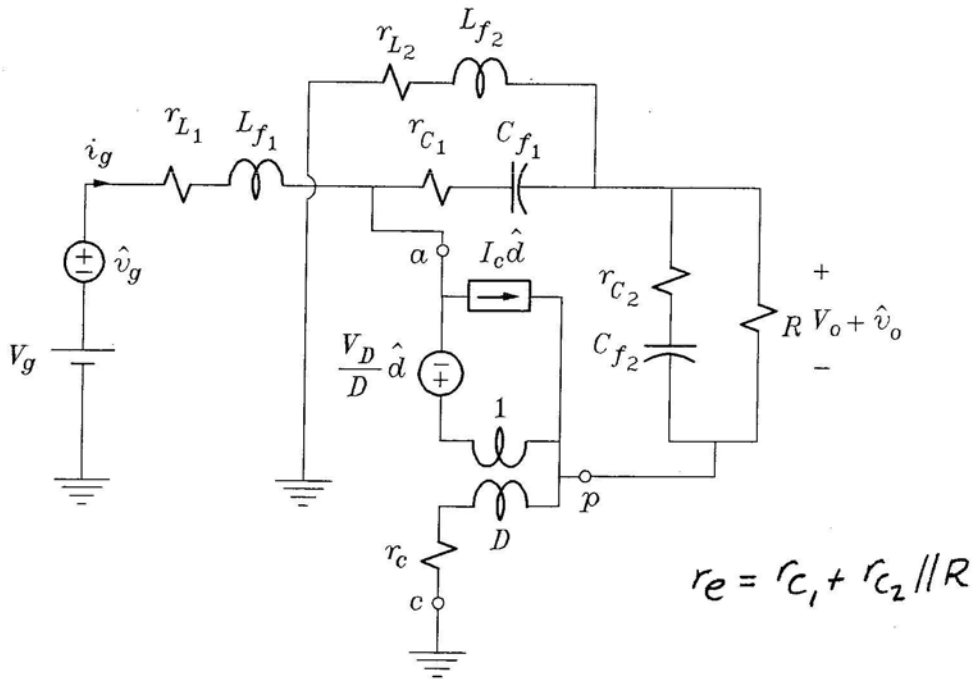 r_{L_2}
L_{f_2}
r_{L_1}
L_{f_1}
r_{C_1}
C_{f_1}
i_g
a
I_c \hat{d}
+
−
\hat{v}_g
r_{C_2}
+
R V_o + \hat{v}_o
−
V_g
\frac{V_D}{D} \hat{d}
−
+
C_{f_2}
1
p
D
r_c
r_e = r_{C_1} + r_{C_2} // R
c